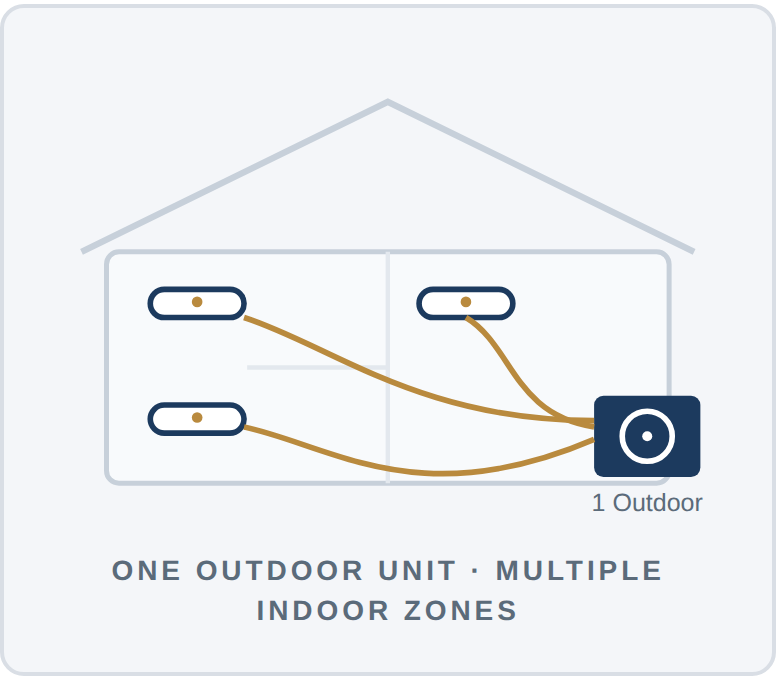 1 Outdoor
ONE OUTDOOR UNIT · MULTIPLE
INDOOR ZONES